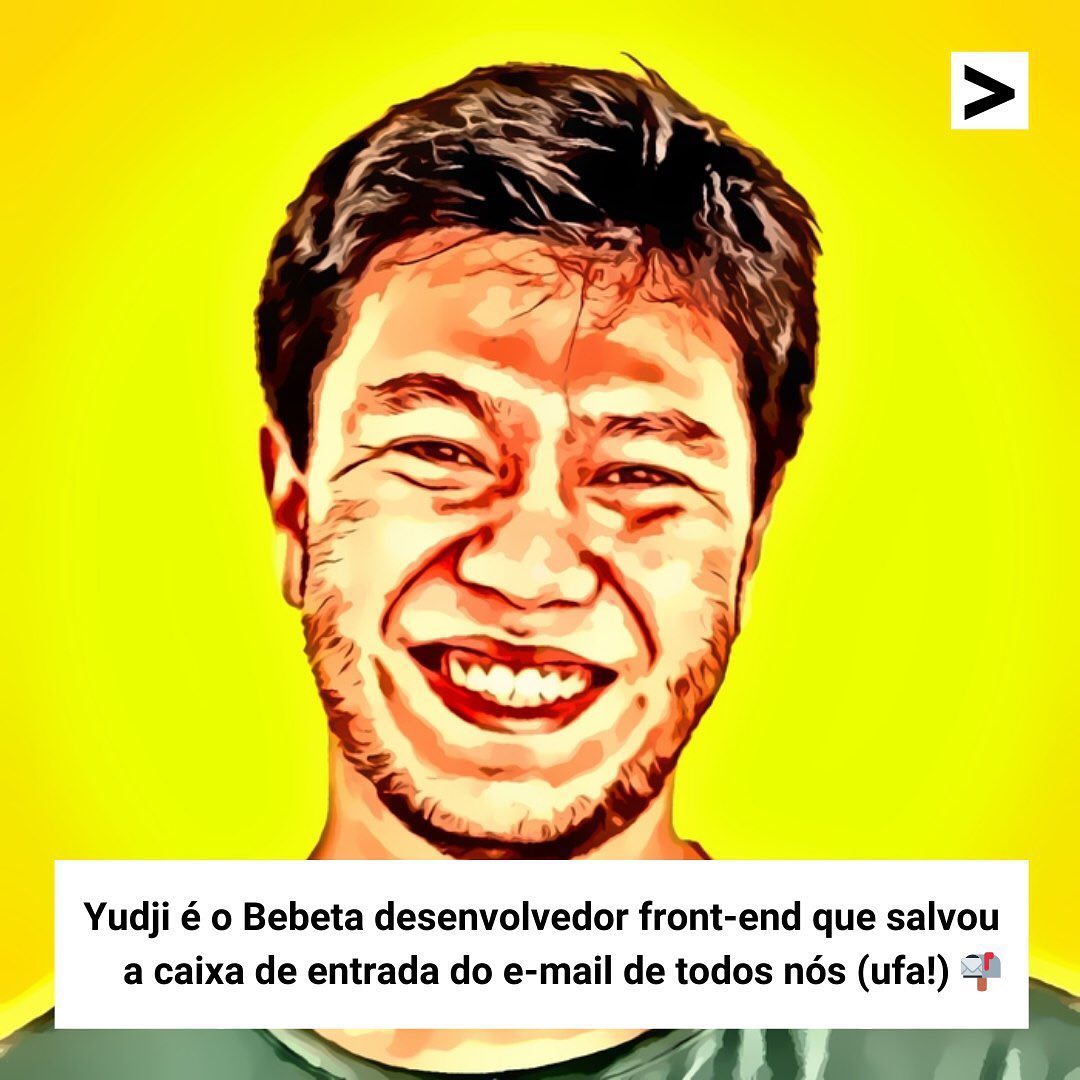 >
Yudji é o Bebeta desenvolvedor front-end que salvou
a caixa de entrada do e-mail de todos nós (ufa!) 📬